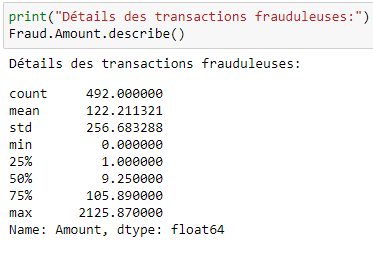 print("Détails des transactions frauduleuses:")
Fraud.Amount.describe()
Détails des transactions frauduleuses:
count     492.000000
mean      122.211321
std       256.683288
min         0.000000
25%         1.000000
50%         9.250000
75%       105.890000
max      2125.870000
Name: Amount, dtype: float64